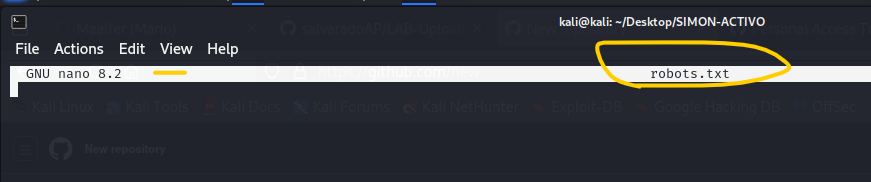 kali@kali: ~/Desktop/SIMON-ACTIVO
File Actions Edit View Help
GNU nano 8.2 robots.txt
Kali Linux Kali Tools Kali Docs Kali Forums Kali NetHunter Exploit-DB Google Hacking DB OffSec
New repository